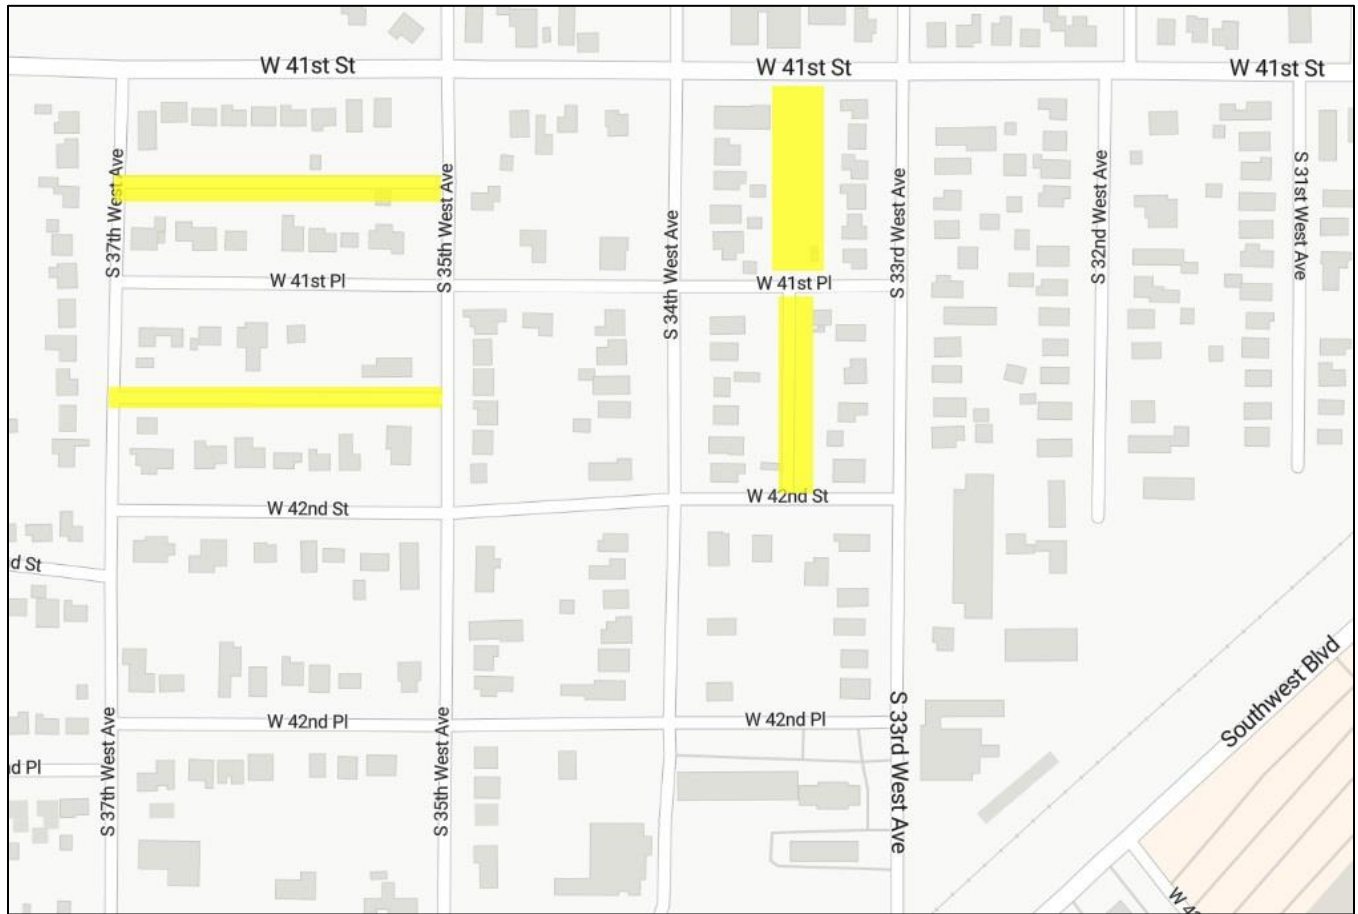 W 41st St
W 41st St
W 41st St
S 37th West Ave
S 35th West Ave
S 34th West Ave
S 33rd West Ave
S 32nd West Ave
S 31st West Ave
W 41st Pl
W 41st Pl
W 42nd St
W 42nd St
d St
W 42nd Pl
W 42nd Pl
S 37th West Ave
S 35th West Ave
S 33rd West Ave
Southwest Blvd
nd Pl